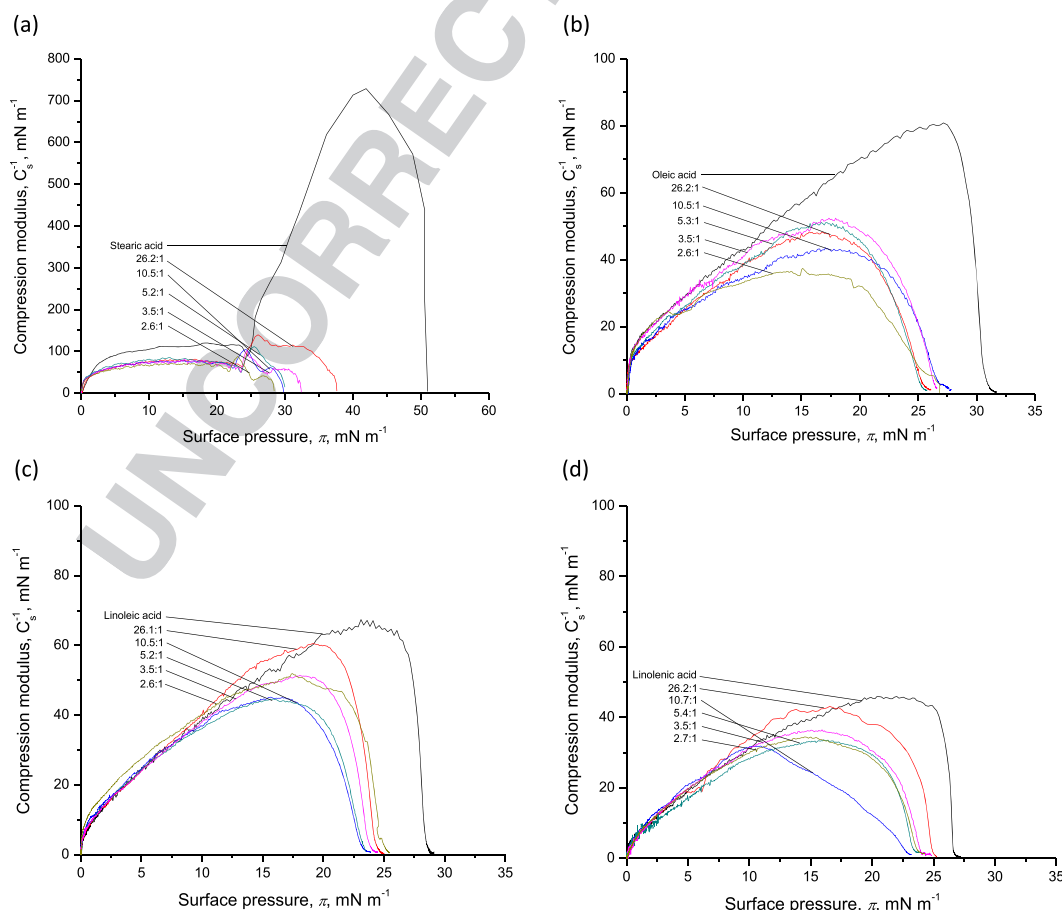 (a)
(b)
UNCORRECT
800
700
600
500
400
300
200
100
0
Compression modulus, C_s^-1, mN m^-1
Stearic acid
26.2:1
10.5:1
5.2:1
3.5:1
2.6:1
0 10 20 30 40 50 60
Surface pressure, π, mN m^-1
100
80
60
40
20
0
Compression modulus, C_s^-1, mN m^-1
Oleic acid
26.2:1
10.5:1
5.3:1
3.5:1
2.6:1
0 5 10 15 20 25 30 35
Surface pressure, π, mN m^-1
(c)
(d)
100
80
60
40
20
0
Compression modulus, C_s^-1, mN m^-1
Linoleic acid
26.1:1
10.5:1
5.2:1
3.5:1
2.6:1
0 5 10 15 20 25 30 35
Surface pressure, π, mN m^-1
100
80
60
40
20
0
Compression modulus, C_s^-1, mN m^-1
Linolenic acid
26.2:1
10.7:1
5.4:1
3.5:1
2.7:1
0 5 10 15 20 25 30 35
Surface pressure, π, mN m^-1